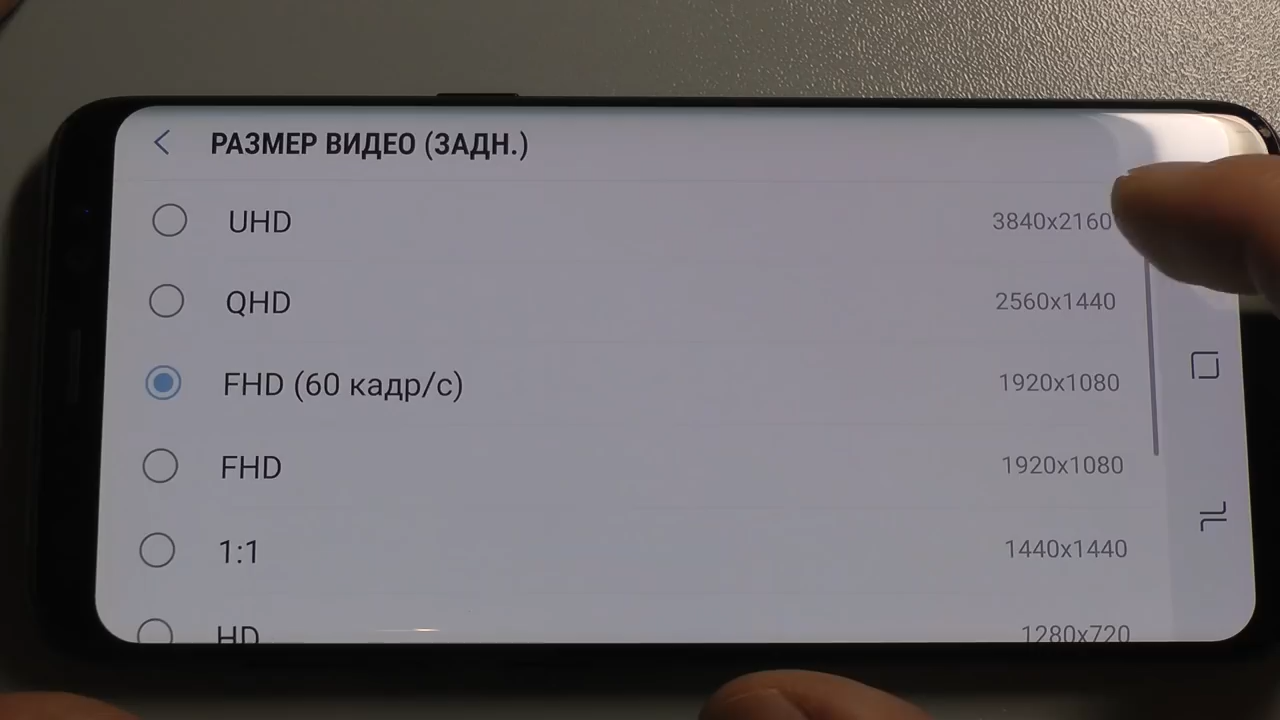 РАЗМЕР ВИДЕО (ЗАДН.)
UHD 3840x2160
QHD 2560x1440
FHD (60 кадр/с) 1920x1080
FHD 1920x1080
1:1 1440x1440
HD 1280x720